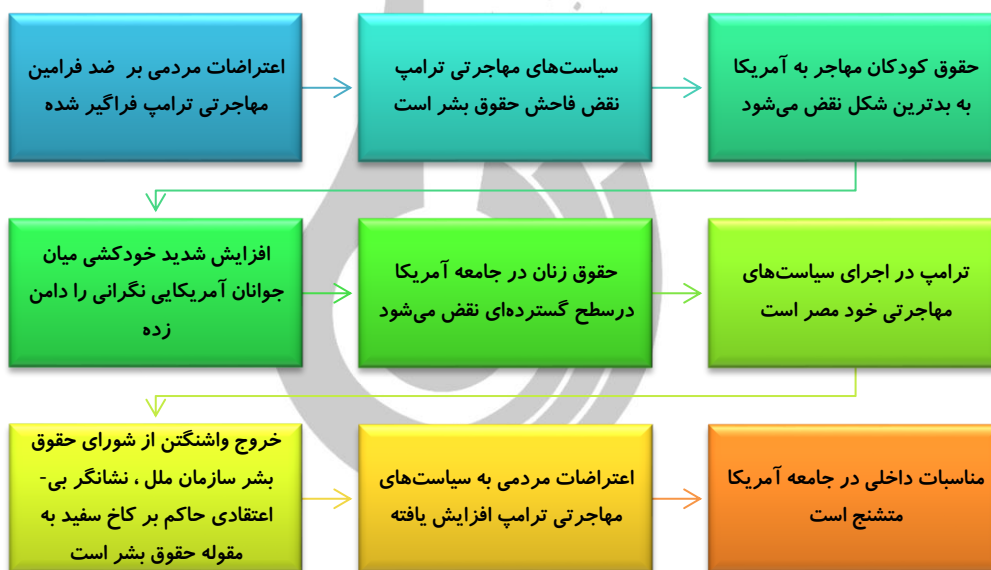 اعتراضات مردمی بر ضد فرامین
مهاجرتی ترامپ فراگیر شده
سیاست‌های مهاجرتی ترامپ
نقض فاحش حقوق بشر است
حقوق کودکان مهاجر به آمریکا
به بدترین شکل نقض می‌شود
افزایش شدید خودکشی میان
جوانان آمریکایی نگرانی را دامن
زده
حقوق زنان در جامعه آمریکا
درسطح گسترده‌ای نقض می‌شود
ترامپ در اجرای سیاست‌های
مهاجرتی خود مصر است
خروج واشنگتن از شورای حقوق
بشر سازمان ملل ، نشانگر بی-
اعتقادی حاکم بر کاخ سفید به
مقوله حقوق بشر است
اعتراضات مردمی به سیاست‌های
مهاجرتی ترامپ افزایش یافته
مناسبات داخلی در جامعه آمریکا
متشنج است